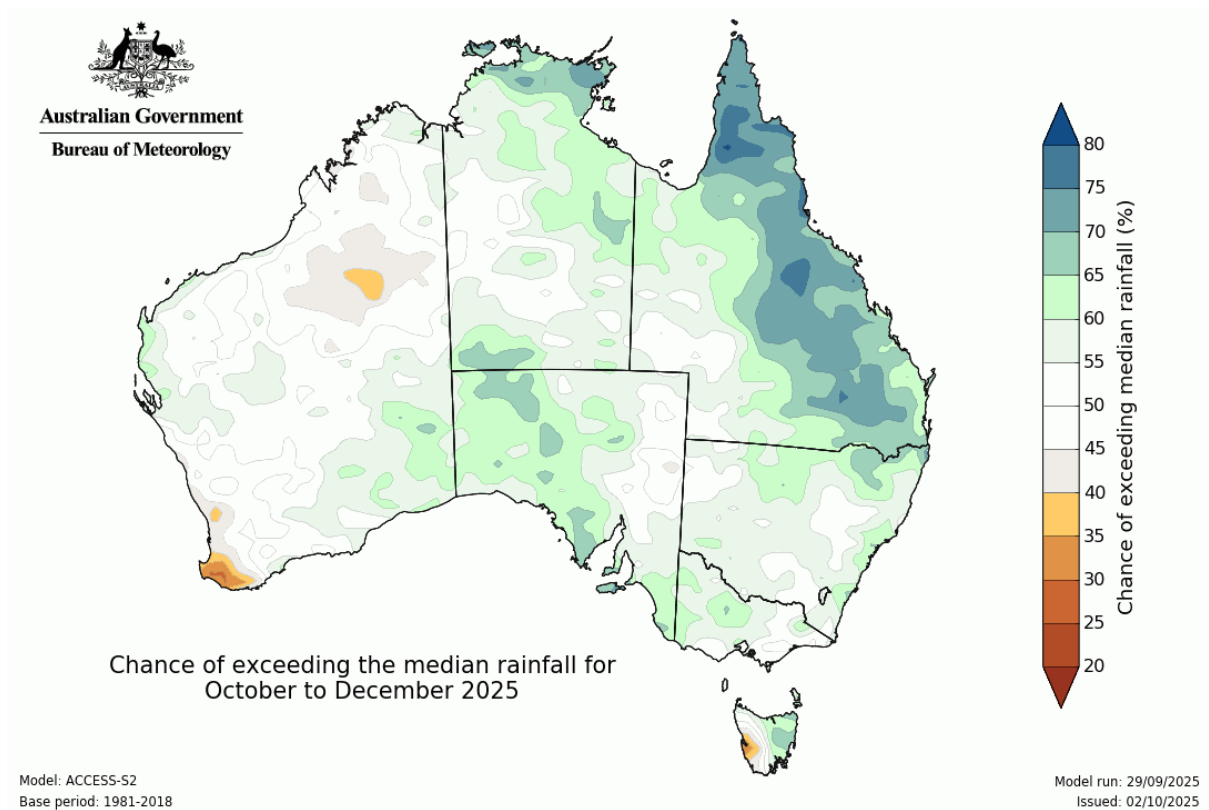 Australian Government
Bureau of Meteorology
80
75
70
65
60
55
50
45
40
35
30
25
20
Chance of exceeding median rainfall (%)
Chance of exceeding the median rainfall for
October to December 2025
Model: ACCESS-S2
Base period: 1981-2018
Model run: 29/09/2025
Issued: 02/10/2025